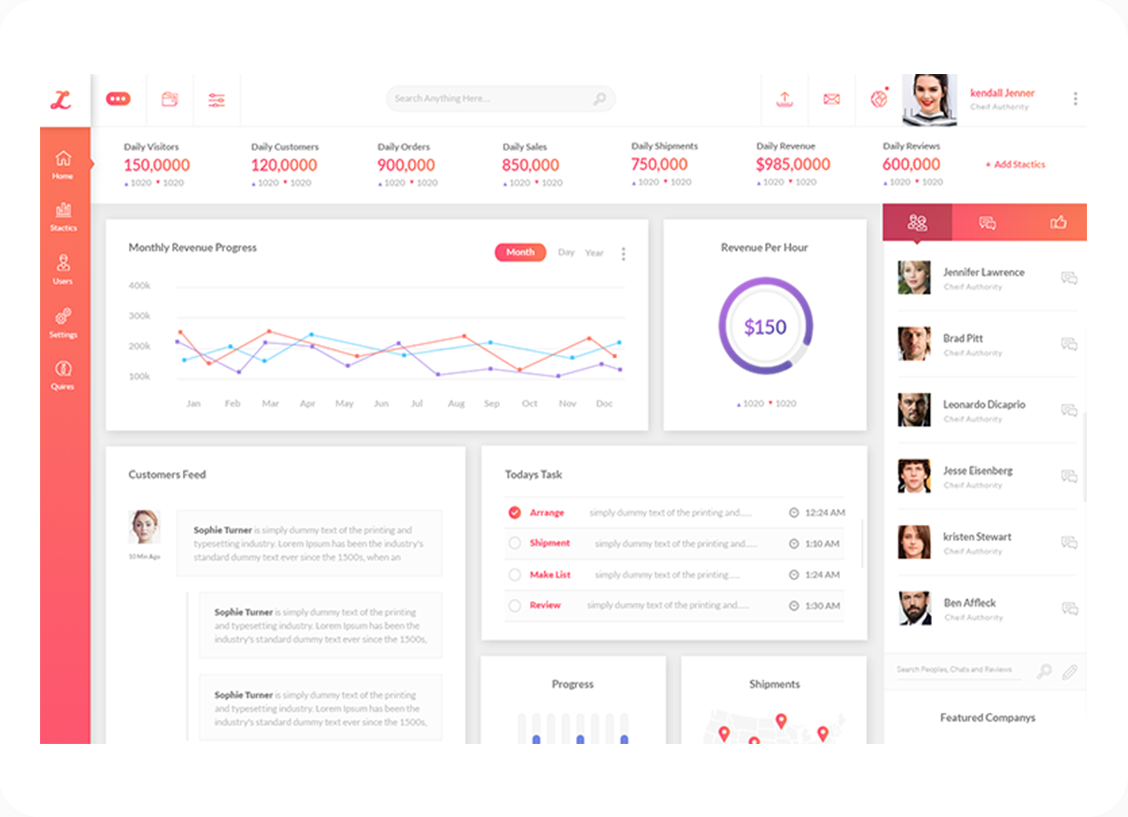 L
Search Anything Here...
kendall Jenner
Cheif Authority
Home
Stactics
Users
Settings
Quires
Daily Visitors
150,0000
1020 1020
Daily Customers
120,0000
1020 1020
Daily Orders
900,000
1020 1020
Daily Sales
850,000
1020 1020
Daily Shipments
750,000
1020 1020
Daily Revenue
$985,0000
1020 1020
Daily Reviews
600,000
1020 1020
+ Add Stactics
Monthly Revenue Progress
Month Day Year
400k
300k
200k
100k
Jan Feb Mar Apr May Jun Jul Aug Sep Oct Nov Doc
Revenue Per Hour
$150
1020 1020
Customers Feed
10 Min Ago
Sophie Turner is simply dummy text of the printing and
typesetting industry. Lorem Ipsum has been the industry's
standard dummy text ever since the 1500s, when an
Sophie Turner is simply dummy text of the printing
and typesetting industry. Lorem Ipsum has been the
industry's standard dummy text ever since the 1500s,
Sophie Turner is simply dummy text of the printing
and typesetting industry. Lorem Ipsum has been the
industry's standard dummy text ever since the 1500s,
Todays Task
Arrange simply dummy text of the printing and..... 12:24 AM
Shipment simply dummy text of the printing and..... 1:10 AM
Make List simply dummy text of the printing..... 1:24 AM
Review simply dummy text of the printing and..... 1:30 AM
Progress
Shipments
Jennifer Lawrence
Cheif Authority
Brad Pitt
Cheif Authority
Leonardo Dicaprio
Cheif Authority
Jesse Eisenberg
Cheif Authority
kristen Stewart
Cheif Authority
Ben Affleck
Cheif Authority
Search Peoples, Chats and Reviews
Featured Companys